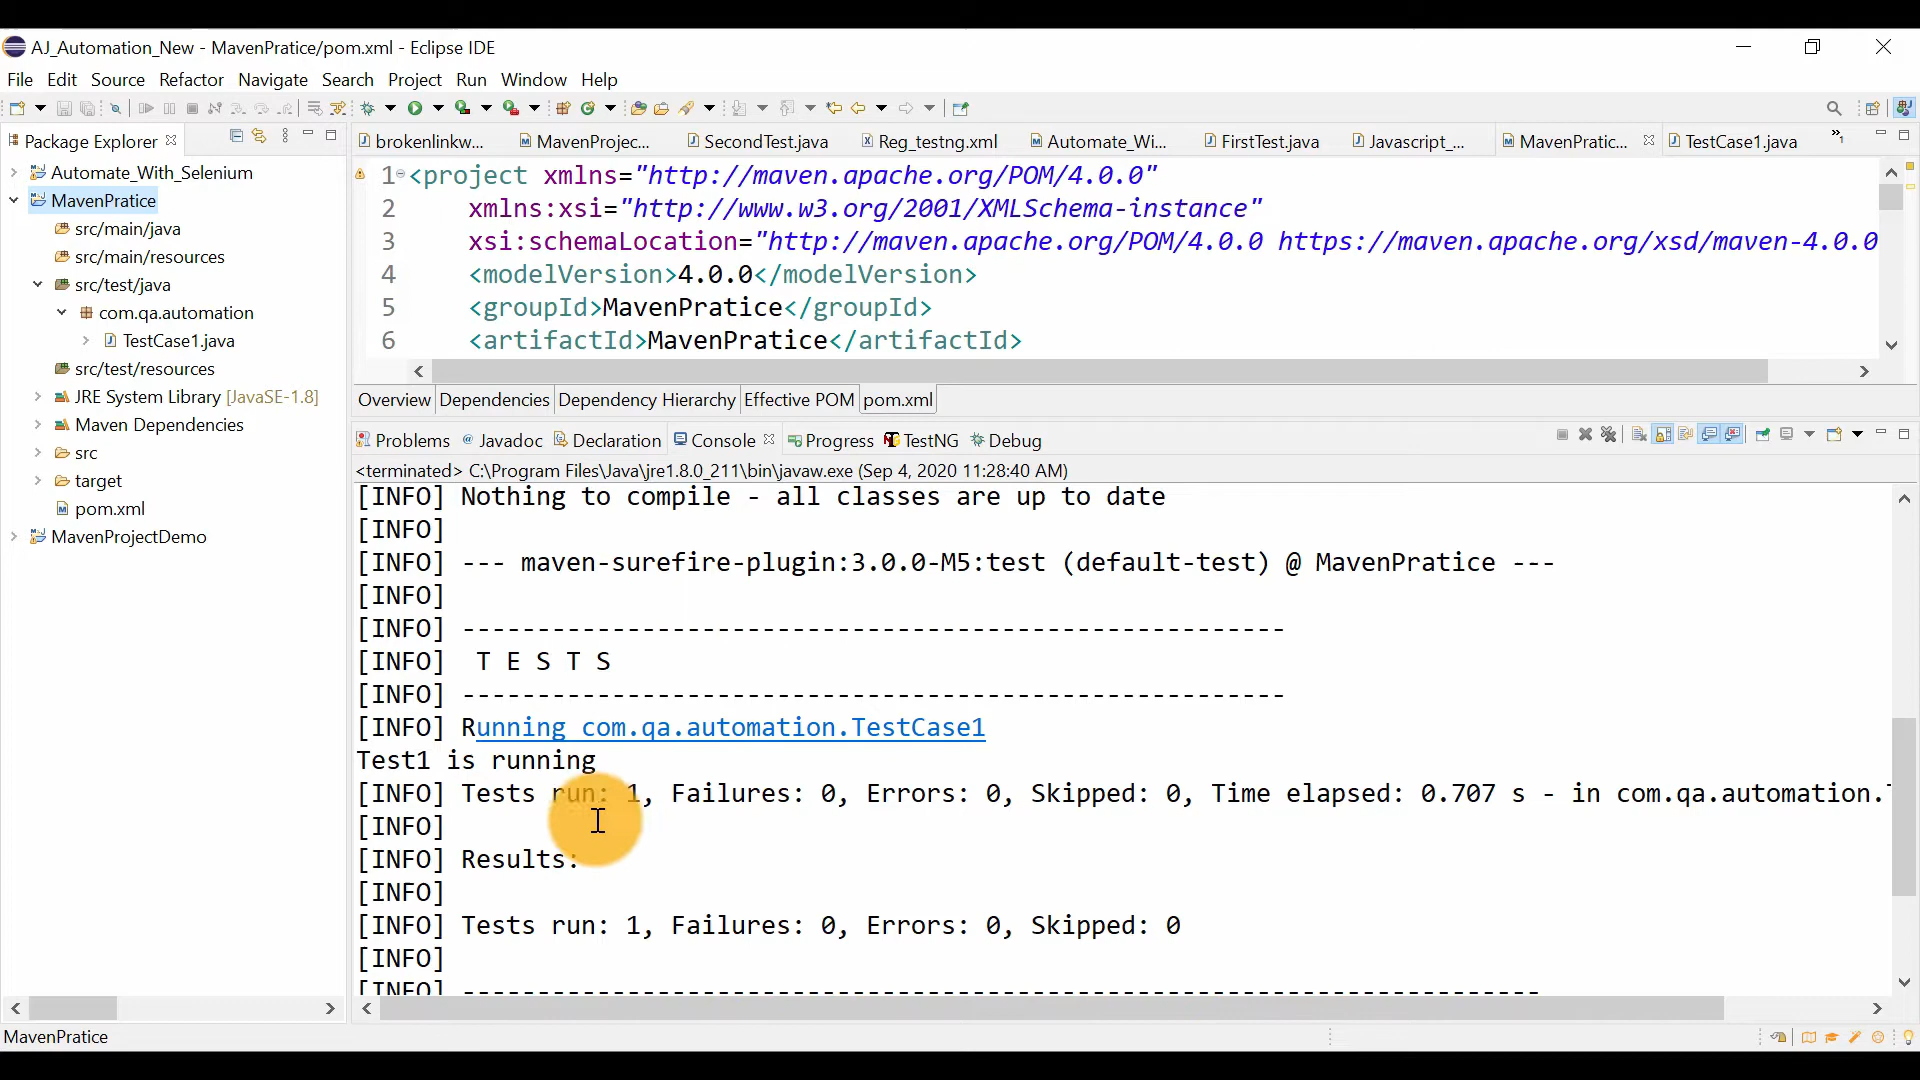 AJ_Automation_New - MavenPratice/pom.xml - Eclipse IDE
File Edit Source Refactor Navigate Search Project Run Window Help
Package Explorer
Automate_With_Selenium
MavenPratice
src/main/java
src/main/resources
src/test/java
com.qa.automation
TestCase1.java
src/test/resources
JRE System Library [JavaSE-1.8]
Maven Dependencies
src
target
pom.xml
MavenProjectDemo
brokenlinkw... MavenProjec... SecondTest.java Reg_testng.xml Automate_Wi... FirstTest.java Javascript_... MavenPratic... TestCase1.java »1
1 <project xmlns="http://maven.apache.org/POM/4.0.0"
2 xmlns:xsi="http://www.w3.org/2001/XMLSchema-instance"
3 xsi:schemaLocation="http://maven.apache.org/POM/4.0.0 https://maven.apache.org/xsd/maven-4.0.0
4 <modelVersion>4.0.0</modelVersion>
5 <groupId>MavenPratice</groupId>
6 <artifactId>MavenPratice</artifactId>
Overview Dependencies Dependency Hierarchy Effective POM pom.xml
Problems @ Javadoc Declaration Console Progress TestNG Debug
<terminated> C:\Program Files\Java\jre1.8.0_211\bin\javaw.exe (Sep 4, 2020 11:28:40 AM)
[INFO] Nothing to compile - all classes are up to date
[INFO]
[INFO] --- maven-surefire-plugin:3.0.0-M5:test (default-test) @ MavenPratice ---
[INFO]
[INFO] -------------------------------------------------------
[INFO] T E S T S
[INFO] -------------------------------------------------------
[INFO] Running com.qa.automation.TestCase1
Test1 is running
[INFO] Tests run: 1, Failures: 0, Errors: 0, Skipped: 0, Time elapsed: 0.707 s - in com.qa.automation.
[INFO]
[INFO] Results:
[INFO]
[INFO] Tests run: 1, Failures: 0, Errors: 0, Skipped: 0
[INFO]
[INFO] ------------------------------------------------------------------------
MavenPratice